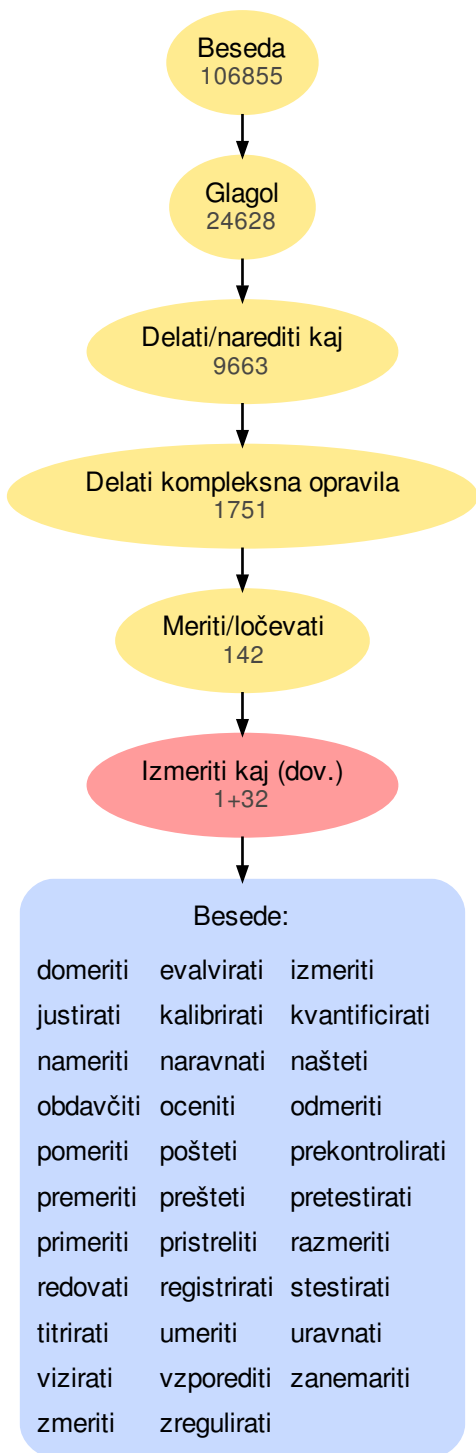 Beseda
106855
Glagol
24628
Delati/narediti kaj
9663
Delati kompleksna opravila
1751
Meriti/ločevati
142
Izmeriti kaj (dov.)
1+32
Besede:
domeriti evalvirati izmeriti
justirati kalibrirati kvantificirati
nameriti naravnati našteti
obdavčiti oceniti odmeriti
pomeriti pošteti prekontrolirati
premeriti prešteti pretestirati
primeriti pristreliti razmeriti
redovati registrirati stestirati
titrirati umeriti uravnati
vizirati vzporediti zanemariti
zmeriti zregulirati